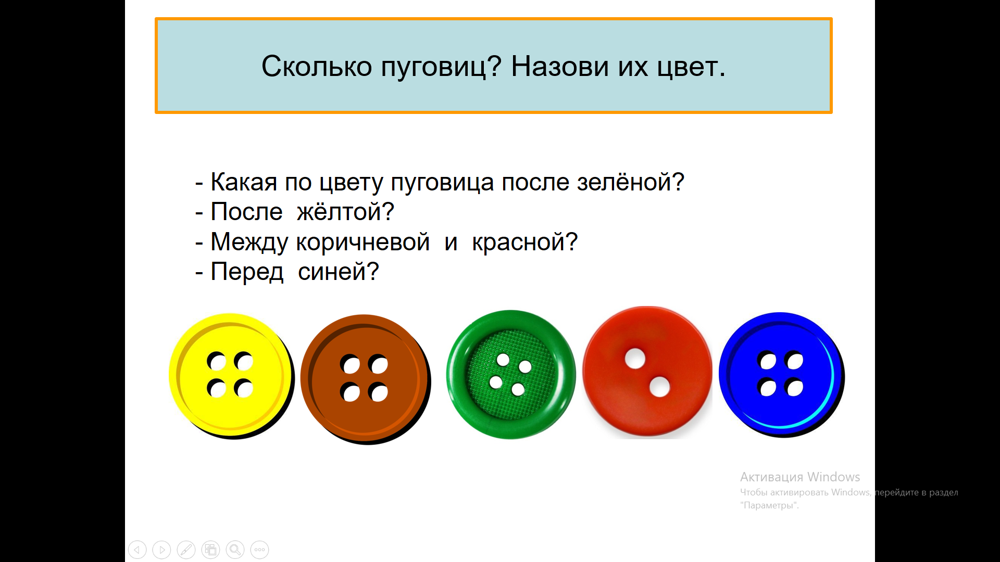 Сколько пуговиц? Назови их цвет.
- Какая по цвету пуговица после зелёной?
- После жёлтой?
- Между коричневой и красной?
- Перед синей?
Активация Windows
Чтобы активировать Windows, перейдите в раздел
"Параметры".